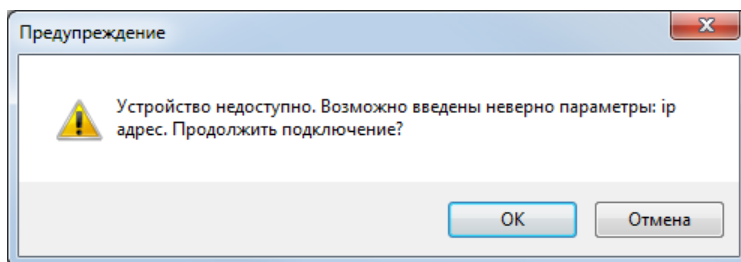 Предупреждение
Устройство недоступно. Возможно введены неверно параметры: ip
адрес. Продолжить подключение?
OK
Отмена